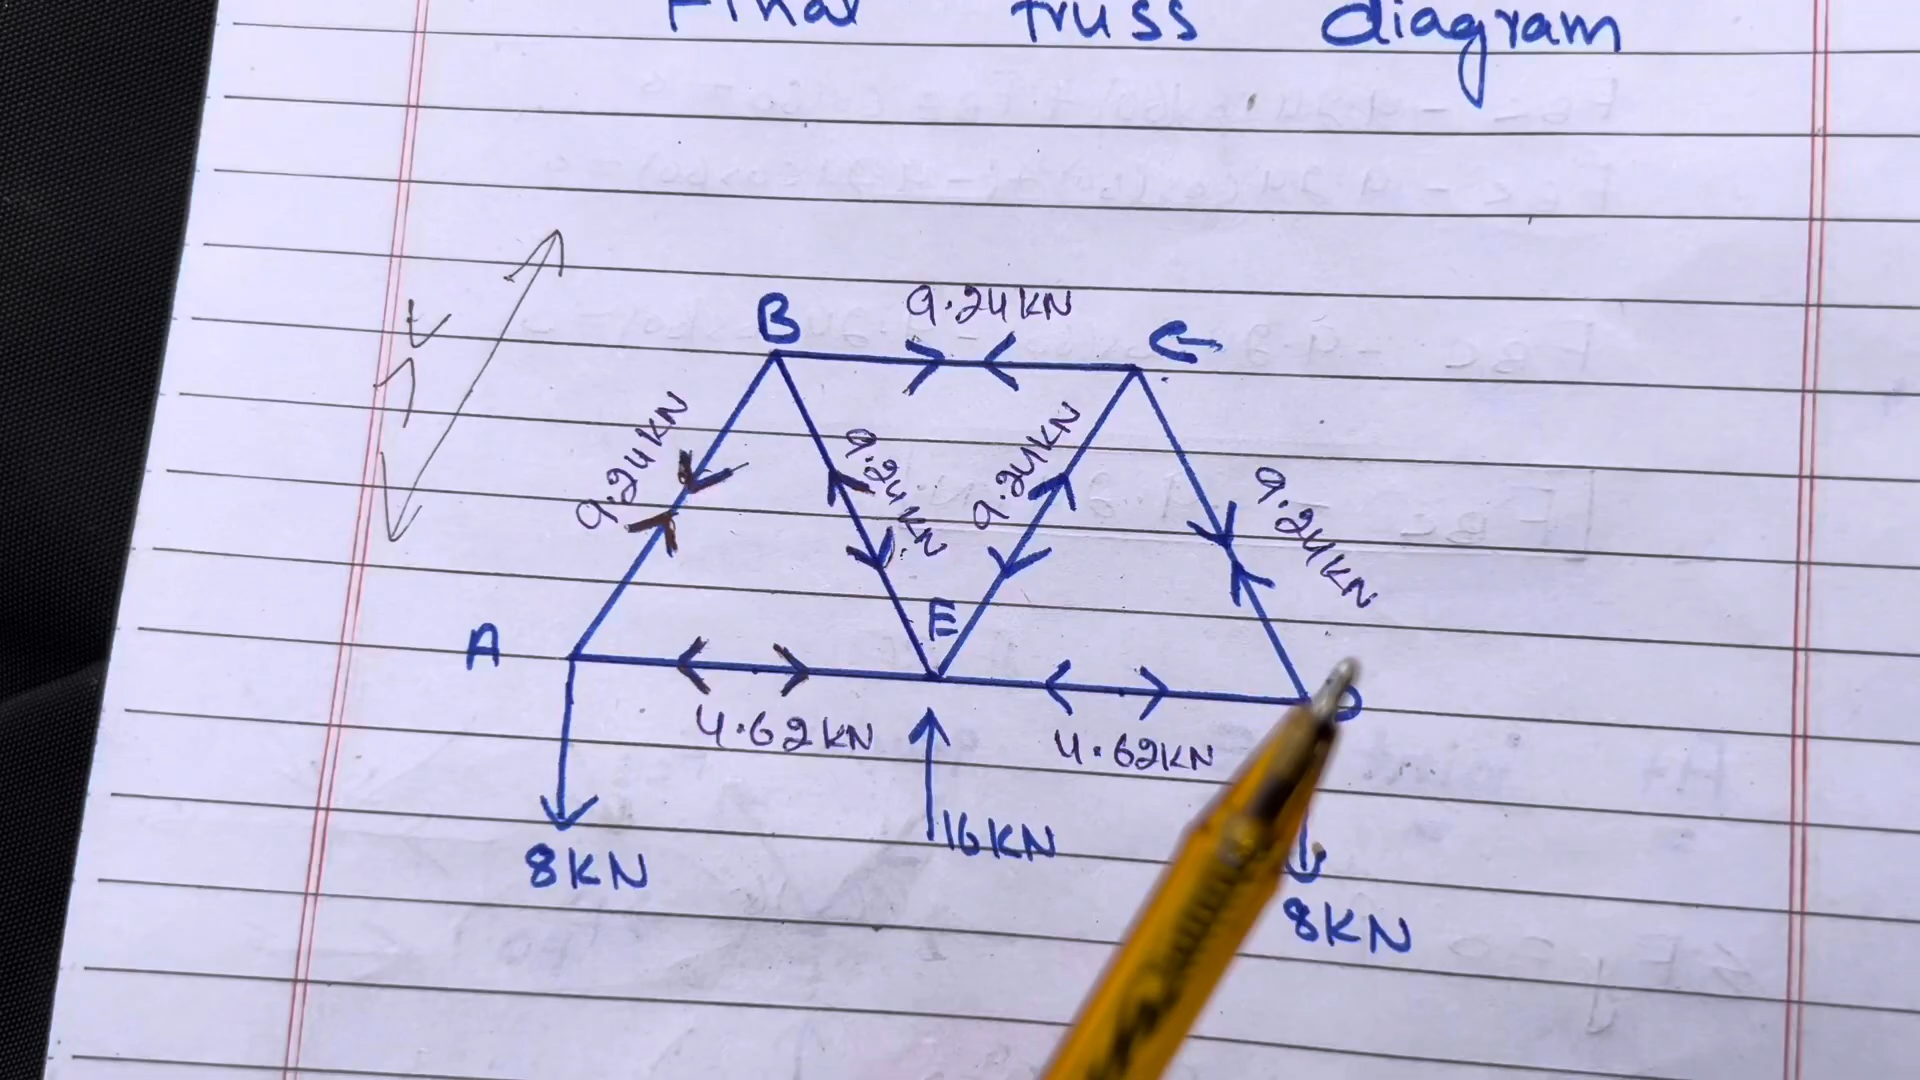 Final truss diagram
9.24KN
B
C
9.24KN
9.24KN
9.24KN
9.24KN
E
A
D
4.62KN
4.62KN
16KN
8KN
8KN